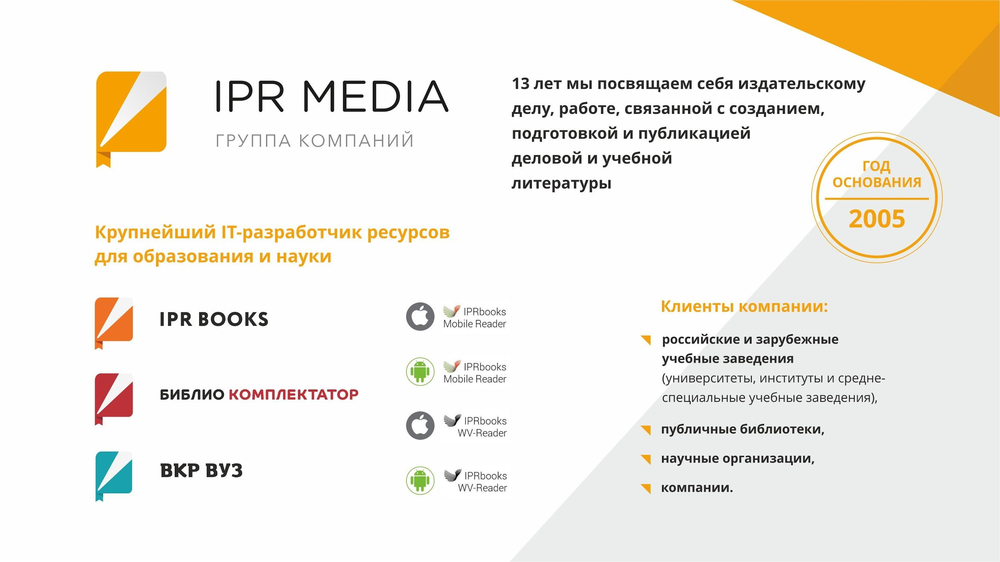 IPR MEDIA
ГРУППА КОМПАНИЙ
13 лет мы посвящаем себя издательскому
делу, работе, связанной с созданием,
подготовкой и публикацией
деловой и учебной
литературы
ГОД
ОСНОВАНИЯ
2005
Крупнейший IT-разработчик ресурсов
для образования и науки
IPR BOOKS
БИБЛИО КОМПЛЕКТАТОР
ВКР ВУЗ
IPRbooks
Mobile Reader
IPRbooks
Mobile Reader
IPRbooks
WV-Reader
IPRbooks
WV-Reader
Клиенты компании:
российские и зарубежные
учебные заведения
(университеты, институты и средне-
специальные учебные заведения),
публичные библиотеки,
научные организации,
компании.